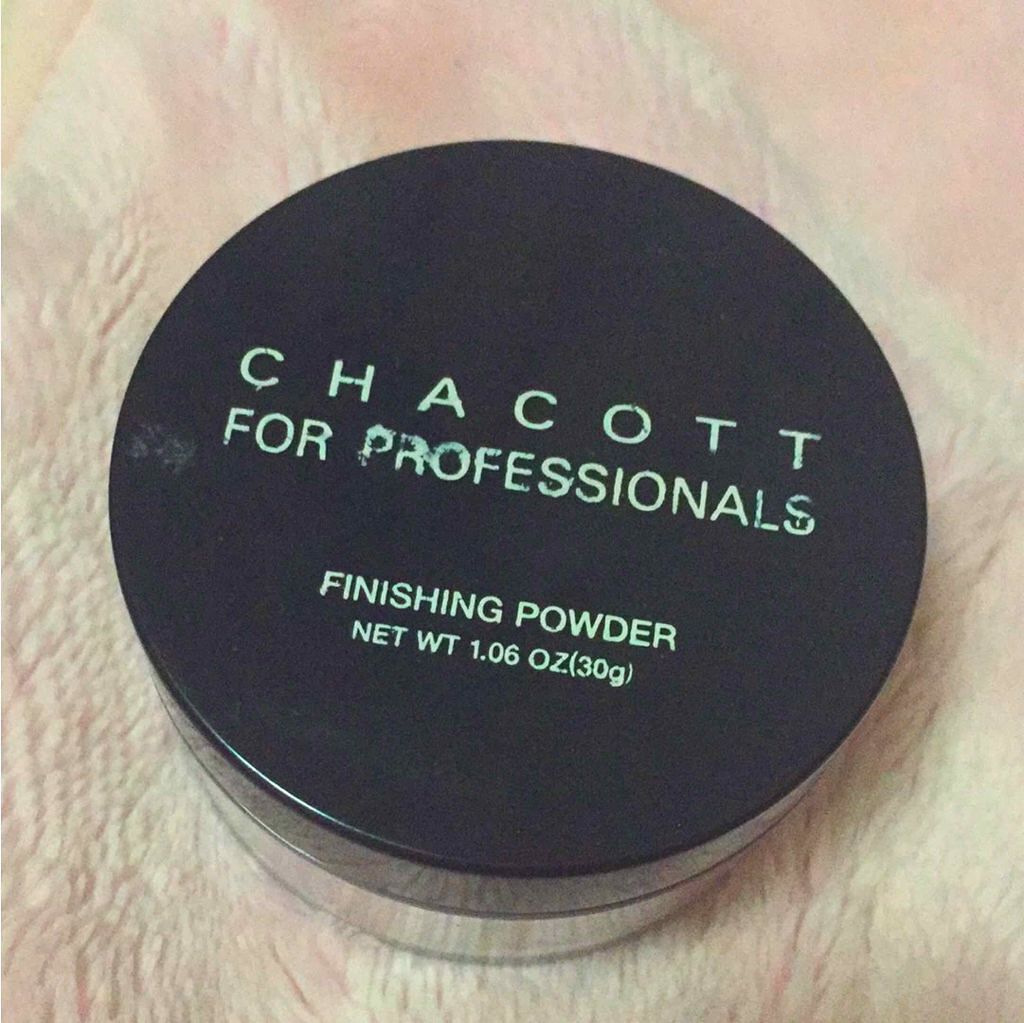 CHACOTT
FOR PROFESSIONALS
FINISHING POWDER
NET WT 1.06 OZ(30g)